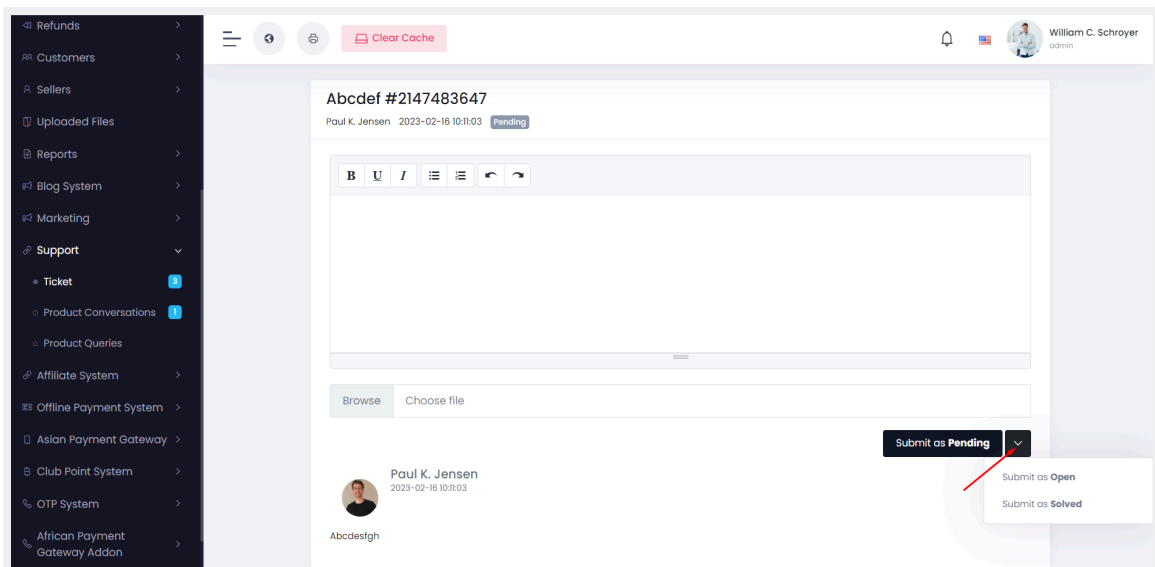 Refunds
Customers
Sellers
Uploaded Files
Reports
Blog System
Marketing
Support
Ticket 3
Product Conversations 1
Product Queries
Affiliate System
Offline Payment System
Asian Payment Gateway
Club Point System
OTP System
African Payment
Gateway Addon
Clear Cache
William C. Schroyer
admin
Abcdef #2147483647
Paul K. Jensen 2023-02-16 10:11:03 Pending
B U I
Browse Choose file
Submit as Pending
Submit as Open
Submit as Solved
Paul K. Jensen
2023-02-16 10:11:03
Abcdesfgh